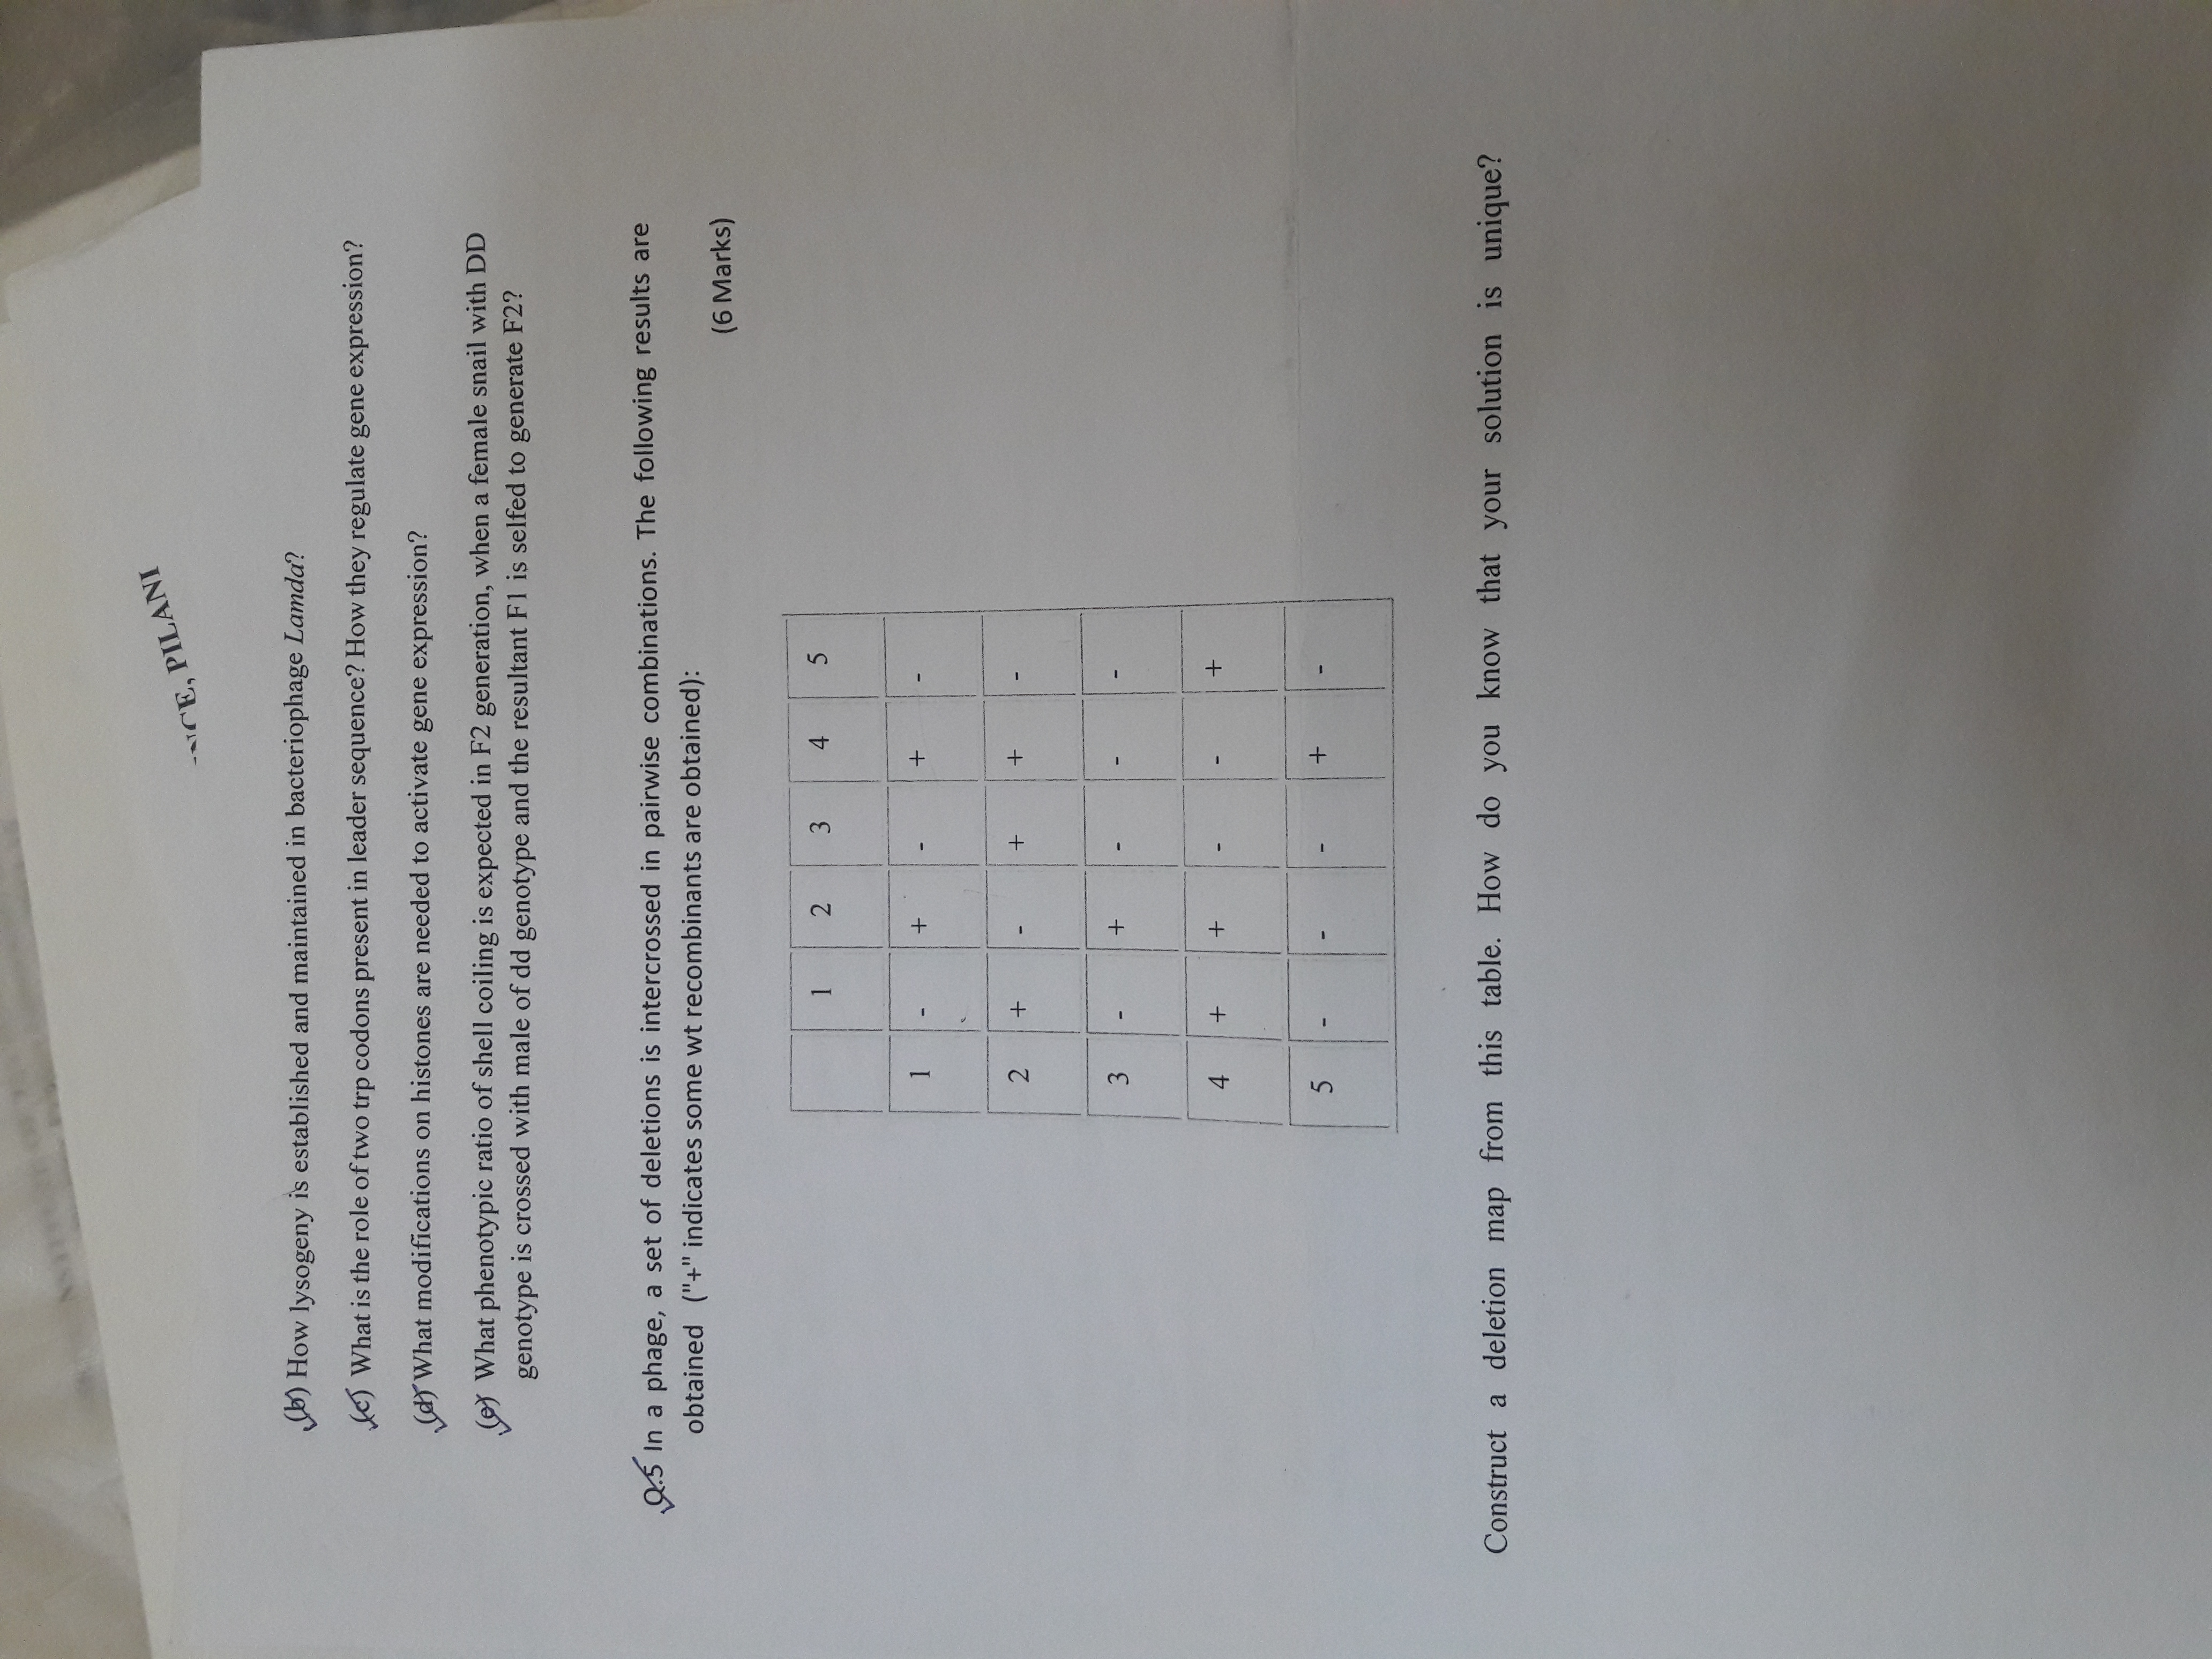 PILANI
(b) How lysogeny is established and maintained in bacteriophage Lamda?
(c) What is the role of two trp codons present in leader sequence? How they regulate gene expression?
(d) What modifications on histones are needed to activate gene expression?
(e) What phenotypic ratio of shell coiling is expected in F2 generation, when a female snail with DD
genotype is crossed with male of dd genotype and the resultant F1 is selfed to generate F2?
Q.5 In a phage, a set of deletions is intercrossed in pairwise combinations. The following results are
obtained ("+" indicates some wt recombinants are obtained):
(6 Marks)
1 2 3 4 5
1 - + - + -
2 + - + + -
3 - + - - -
4 + + - - +
5 - - - + -
Construct a deletion map from this table. How do you know that your solution is unique?